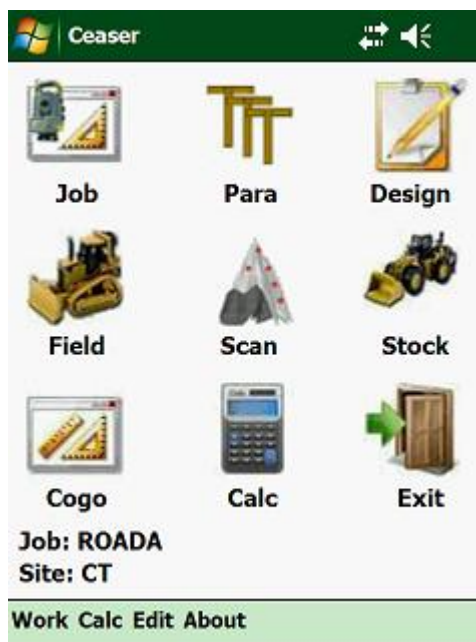 Ceaser
Job Para Design
Field Scan Stock
Cogo Calc Exit
Job: ROADA
Site: CT
Work Calc Edit About